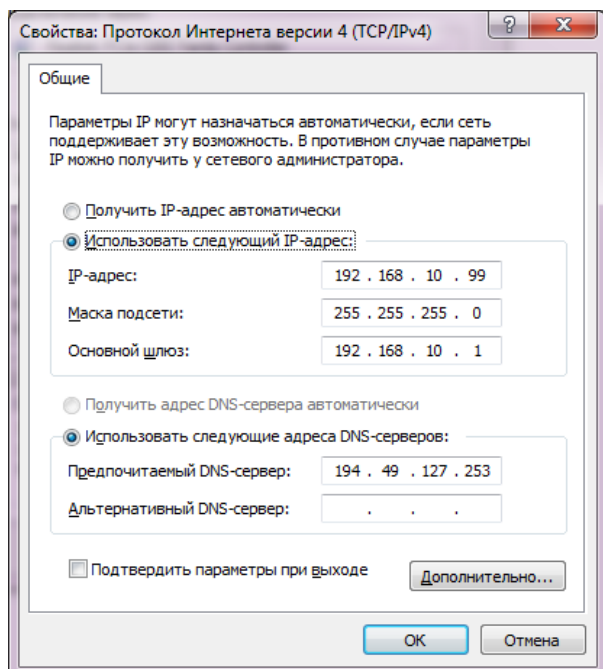 Свойства: Протокол Интернета версии 4 (TCP/IPv4)
Общие
Параметры IP могут назначаться автоматически, если сеть
поддерживает эту возможность. В противном случае параметры
IP можно получить у сетевого администратора.
Получить IP-адрес автоматически
Использовать следующий IP-адрес:
IP-адрес: 192 . 168 . 10 . 99
Маска подсети: 255 . 255 . 255 . 0
Основной шлюз: 192 . 168 . 10 . 1
Получить адрес DNS-сервера автоматически
Использовать следующие адреса DNS-серверов:
Предпочитаемый DNS-сервер: 194 . 49 . 127 . 253
Альтернативный DNS-сервер: . . .
Подтвердить параметры при выходе
Дополнительно...
ОК Отмена